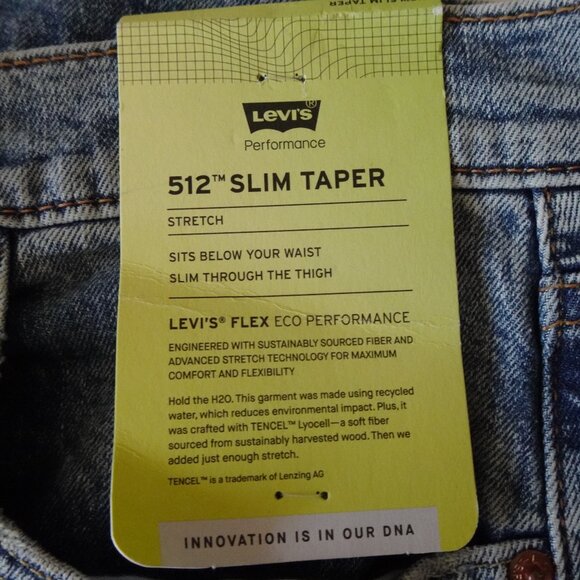 SLIM TAPER
LEVI'S®
Performance
512™ SLIM TAPER
STRETCH
SITS BELOW YOUR WAIST
SLIM THROUGH THE THIGH
LEVI'S® FLEX ECO PERFORMANCE
ENGINEERED WITH SUSTAINABLY SOURCED FIBER AND
ADVANCED STRETCH TECHNOLOGY FOR MAXIMUM
COMFORT AND FLEXIBILITY
Hold the H2O. This garment was made using recycled
water, which reduces environmental impact. Plus, it
was crafted with TENCEL™ Lyocell—a soft fiber
sourced from sustainably harvested wood. Then we
added just enough stretch.
TENCEL™ is a trademark of Lenzing AG
INNOVATION IS IN OUR DNA